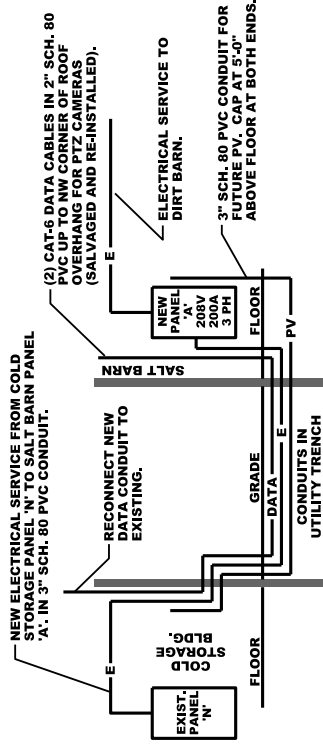 NEW ELECTRICAL SERVICE FROM COLD
STORAGE PANEL 'N' TO SALT BARN PANEL
'A'. IN 3" SCH. 80 PVC CONDUIT.
(2) CAT-6 DATA CABLES IN 2" SCH. 80
PVC UP TO NW CORNER OF ROOF
OVERHANG FOR PTZ CAMERAS
(SALVAGED AND RE-INSTALLED).
RECONNECT NEW
DATA CONDUIT TO
EXISTING.
ELECTRICAL SERVICE TO
DIRT BARN.
3" SCH. 80 PVC CONDUIT FOR
FUTURE PV. CAP AT 5'-0"
ABOVE FLOOR AT BOTH ENDS.
E
E
EXIST.
PANEL
'N'
COLD
STORAGE
BLDG.
SALT BARN
NEW
PANEL
'A'
208V
200A
3 PH
FLOOR
GRADE
FLOOR
DATA
E
PV
CONDUITS IN
UTILITY TRENCH